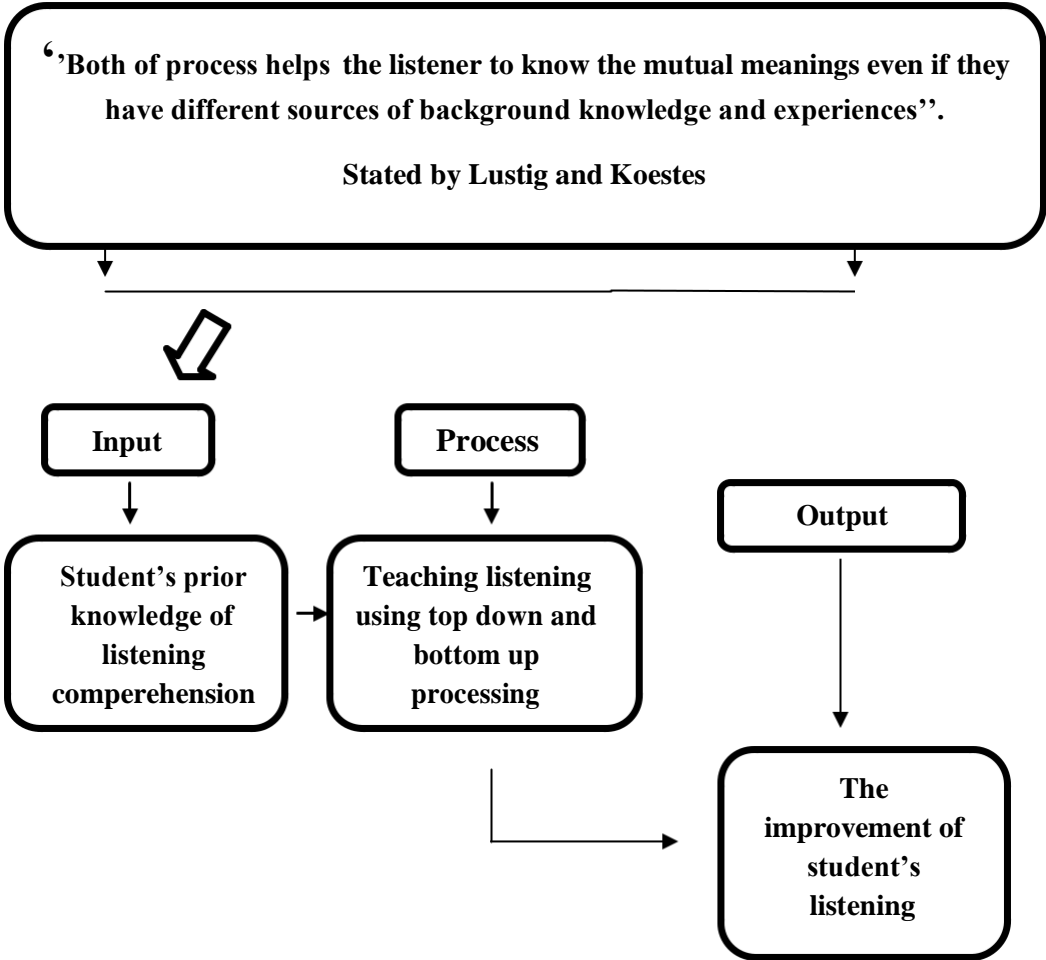 ‘’Both of process helps the listener to know the mutual meanings even if they
have different sources of background knowledge and experiences’’.
Stated by Lustig and Koestes
Input
Process
Output
Student’s prior
knowledge of
listening
comperehension
Teaching listening
using top down and
bottom up
processing
The
improvement of
student’s
listening